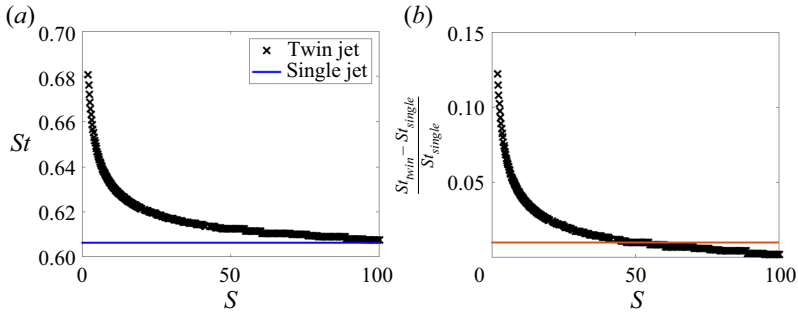 (a)
0.70
0.68
0.66
0.64
0.62
0.60
St
0
50
100
S
Twin jet
Single jet
(b)
0.15
0.10
0.05
St_twin − St_single
St_single
0
50
100
S